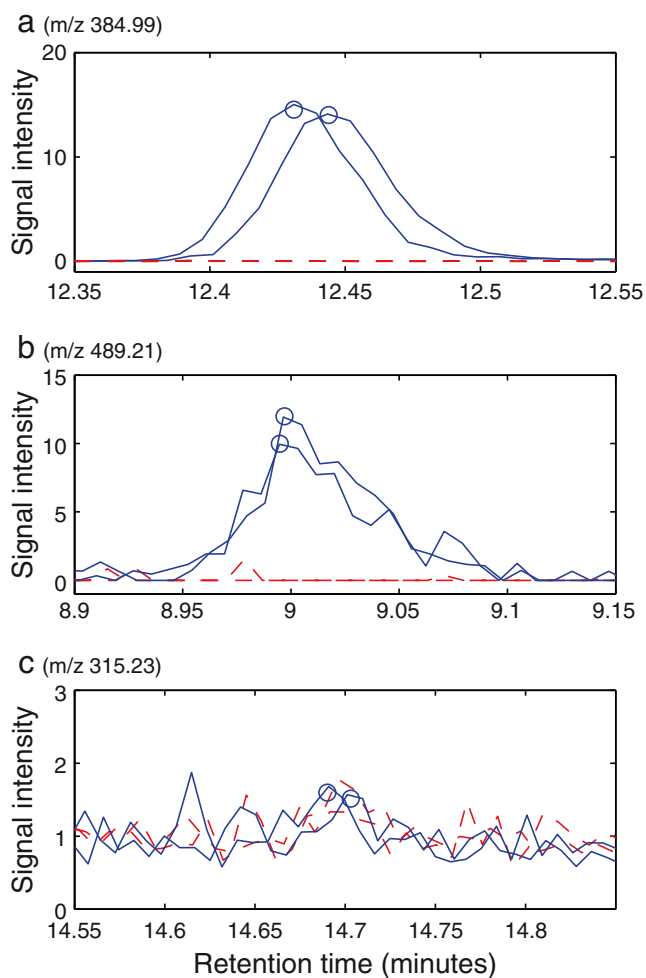 a (m/z 384.99)
Signal intensity
20
10
0
12.35 12.4 12.45 12.5 12.55
b (m/z 489.21)
Signal intensity
15
10
5
0
8.9 8.95 9 9.05 9.1 9.15
c (m/z 315.23)
Signal intensity
3
2
1
0
14.55 14.6 14.65 14.7 14.75 14.8
Retention time (minutes)